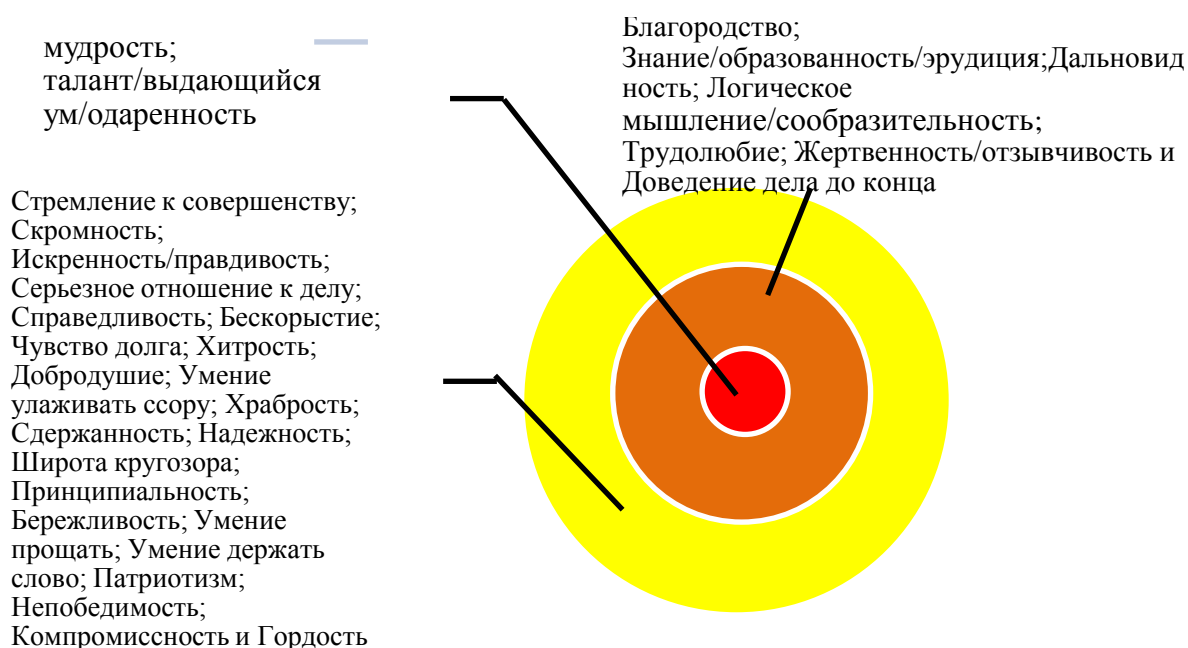 мудрость;
талант/выдающийся
ум/одаренность
Благородство;
Знание/образованность/эрудиция;Дальновид
ность; Логическое
мышление/сообразительность;
Трудолюбие; Жертвенность/отзывчивость и
Доведение дела до конца
Стремление к совершенству;
Скромность;
Искренность/правдивость;
Серьезное отношение к делу;
Справедливость; Бескорыстие;
Чувство долга; Хитрость;
Добродушие; Умение
улаживать ссору; Храбрость;
Сдержанность; Надежность;
Широта кругозора;
Принципиальность;
Бережливость; Умение
прощать; Умение держать
слово; Патриотизм;
Непобедимость;
Компромиссность и Гордость